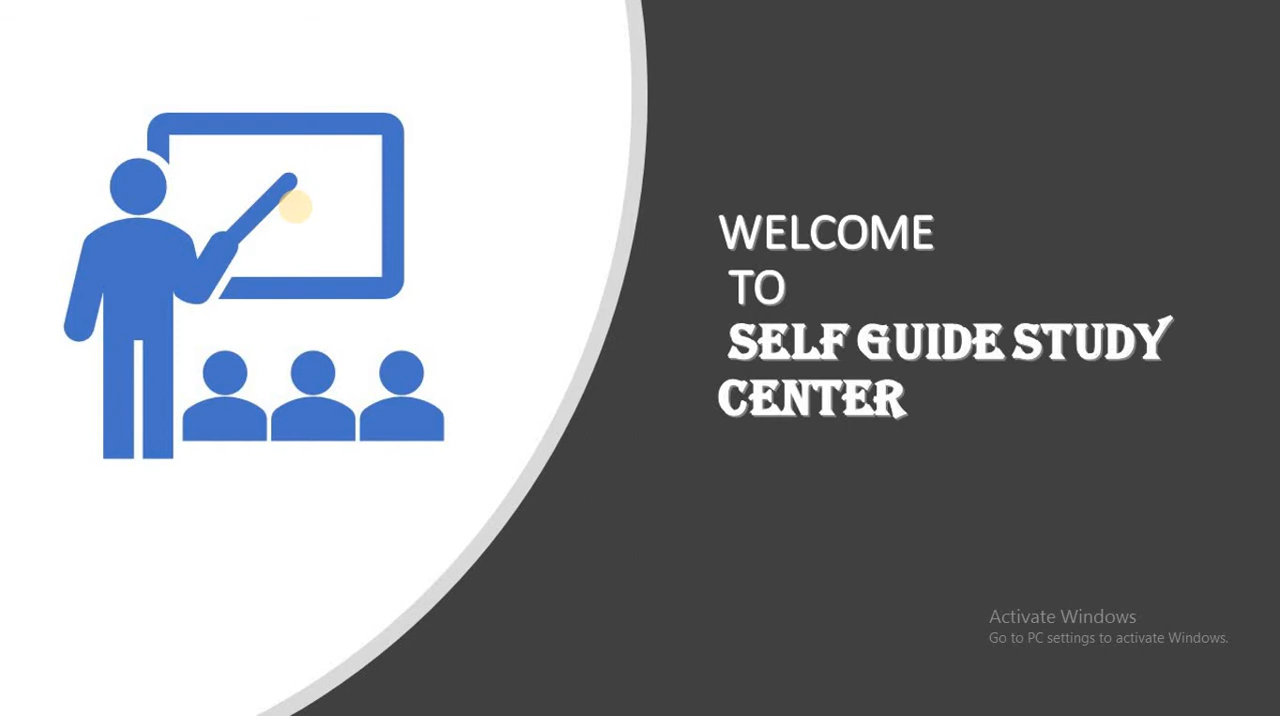 WELCOME
TO
SELF GUIDE STUDY
CENTER
Activate Windows
Go to PC settings to activate Windows.